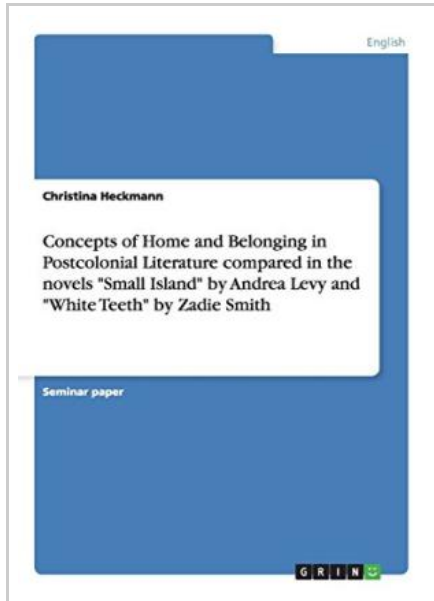 English
Christina Heckmann
Concepts of Home and Belonging in
Postcolonial Literature compared in the
novels "Small Island" by Andrea Levy and
"White Teeth" by Zadie Smith
Seminar paper
GRIN